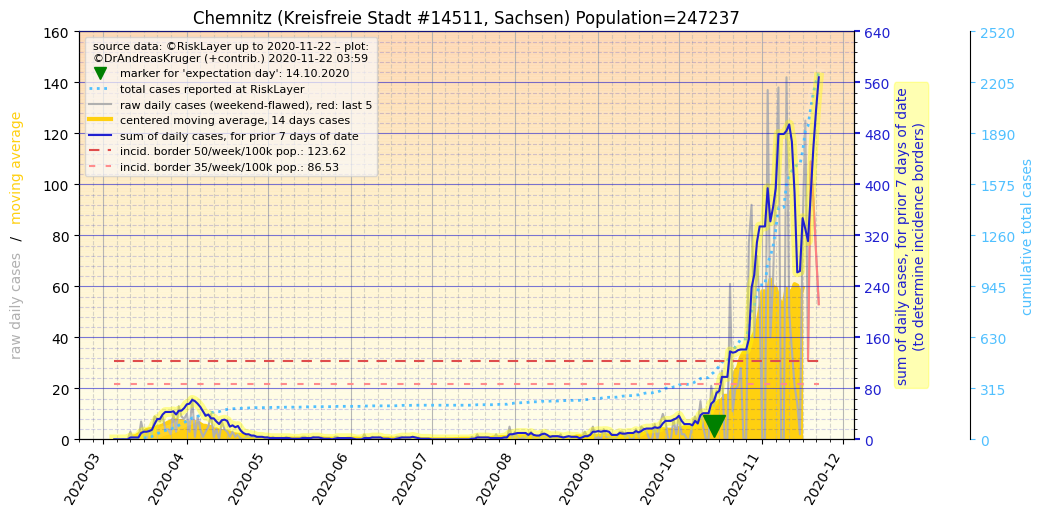 Chemnitz (Kreisfreie Stadt #14511, Sachsen) Population=247237
source data: ©RiskLayer up to 2020-11-22 – plot:
©DrAndreasKruger (+contrib.) 2020-11-22 03:59
marker for 'expectation day': 14.10.2020
total cases reported at RiskLayer
raw daily cases (weekend-flawed), red: last 5
centered moving average, 14 days cases
sum of daily cases, for prior 7 days of date
incid. border 50/week/100k pop.: 123.62
incid. border 35/week/100k pop.: 86.53
raw daily cases / moving average
160
140
120
100
80
60
40
20
0
640
560
480
400
320
240
160
80
0
sum of daily cases, for prior 7 days of date
(to determine incidence borders)
2520
2205
1890
1575
1260
945
630
315
0
cumulative total cases
2020-03
2020-04
2020-05
2020-06
2020-07
2020-08
2020-09
2020-10
2020-11
2020-12